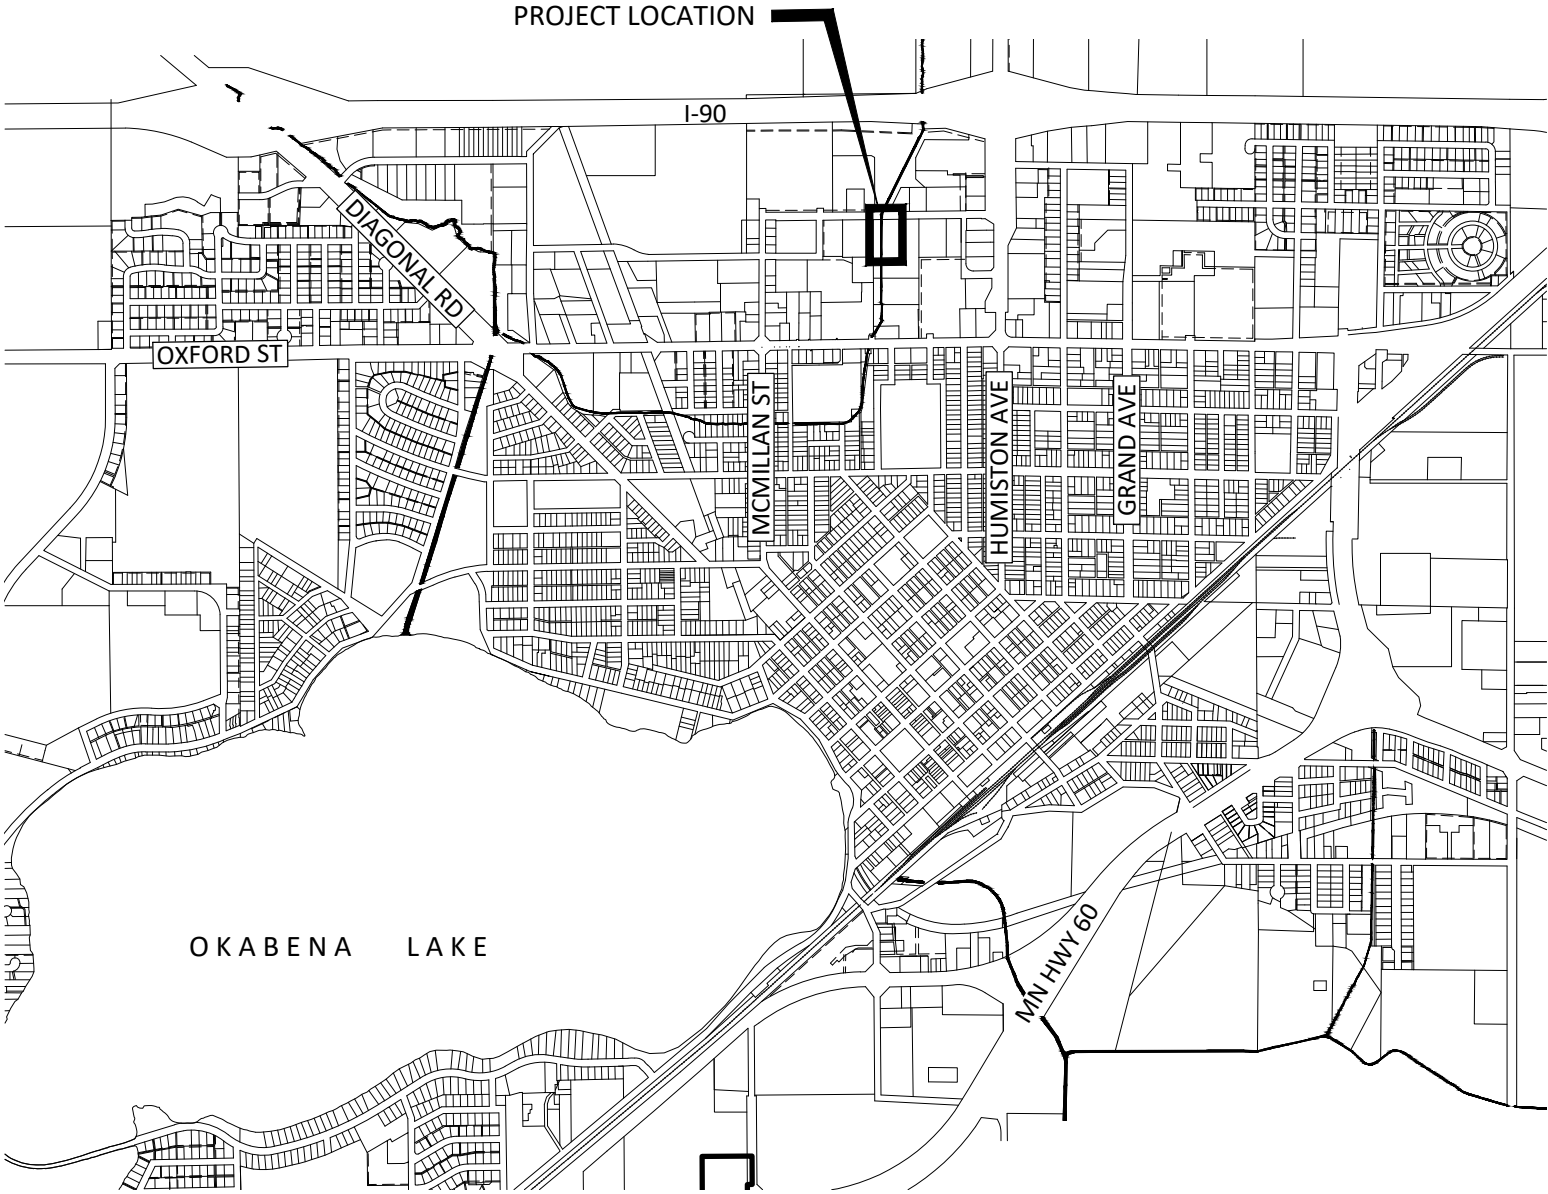 PROJECT LOCATION
I-90
DIAGONAL RD
OXFORD ST
MCMILLAN ST
HUMISTON AVE
GRAND AVE
OKABENA LAKE
MN HWY 60